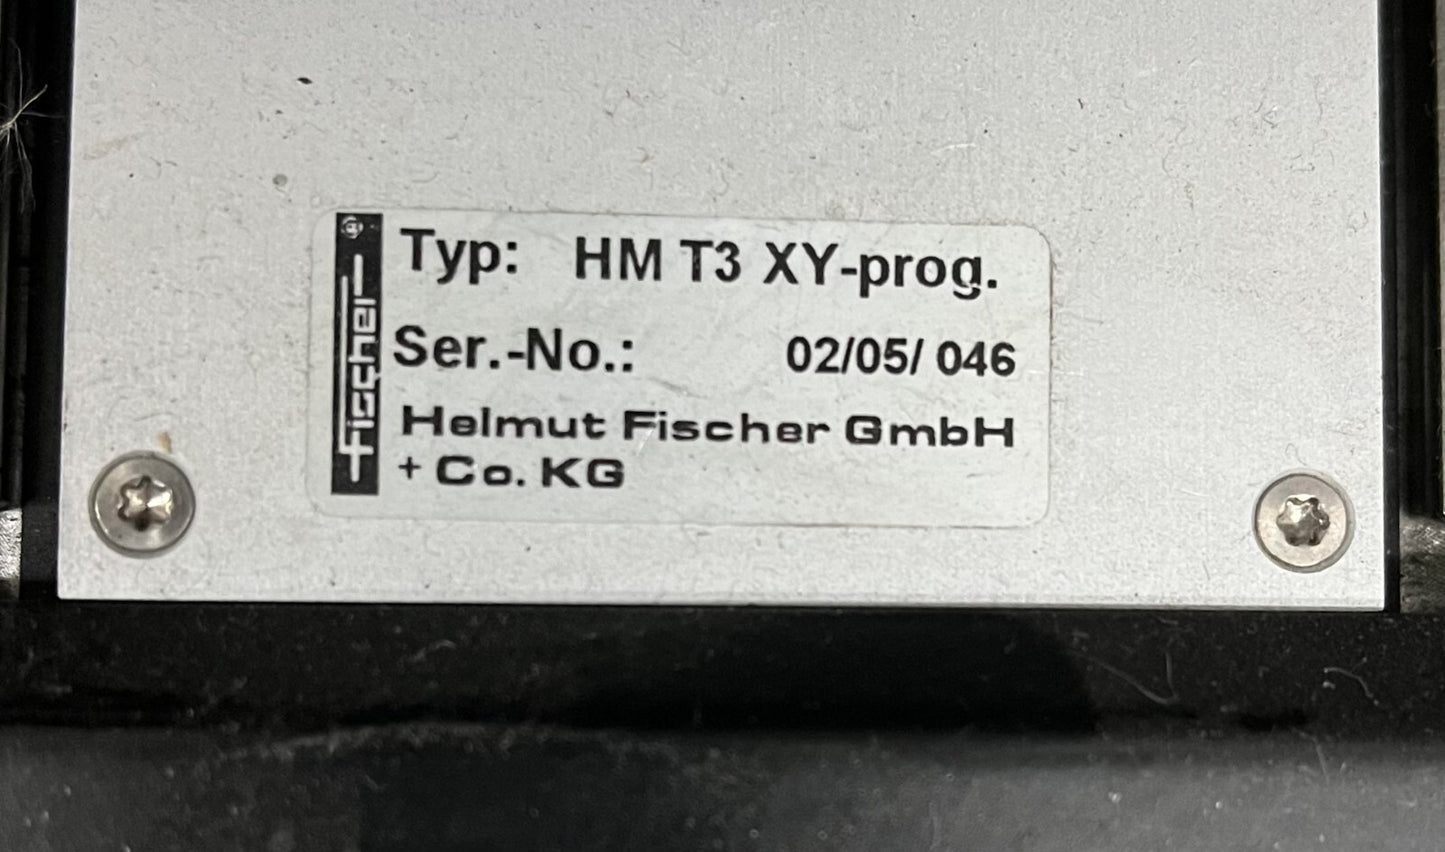 fischer
Typ: HM T3 XY-prog.
Ser.-No.: 02/05/ 046
Helmut Fischer GmbH
+ Co. KG